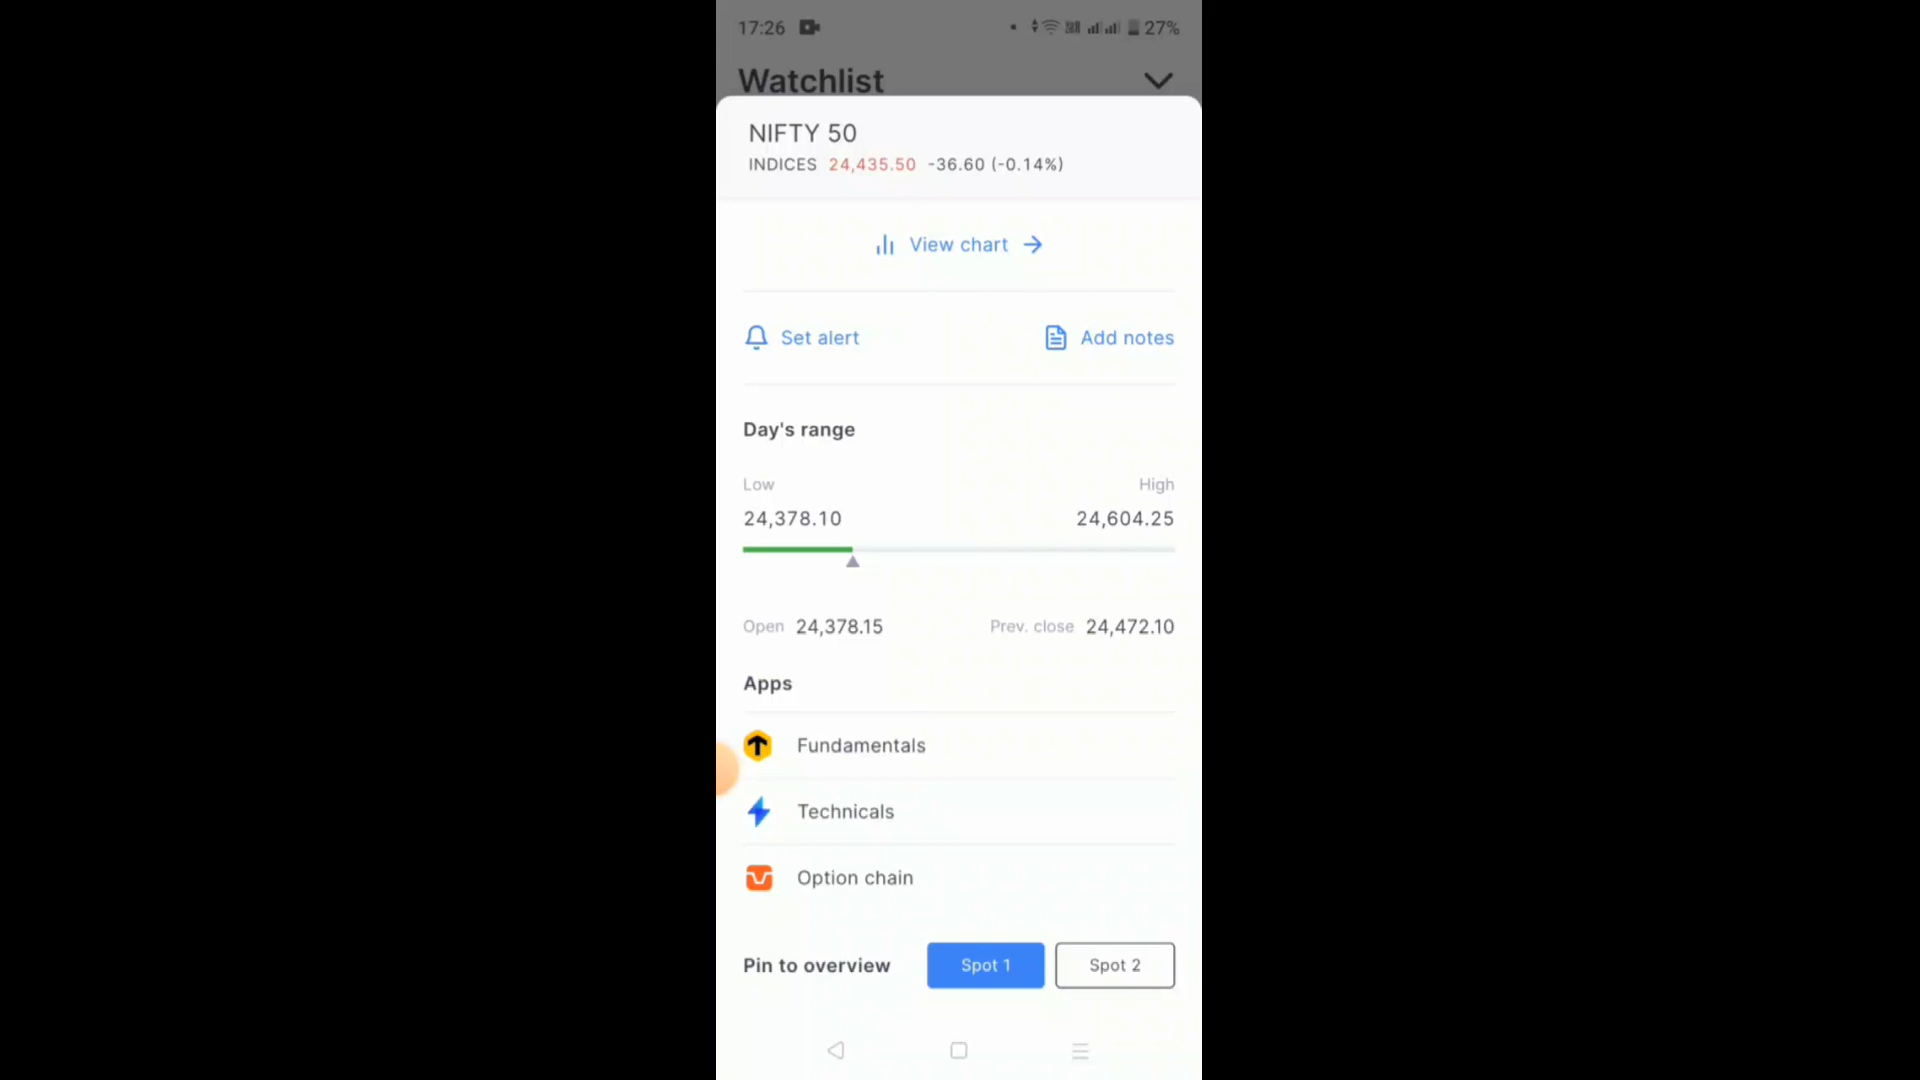 17:26 27%
Watchlist
NIFTY 50
INDICES 24,435.50 -36.60 (-0.14%)
View chart
Set alert Add notes
Day's range
Low High
24,378.10 24,604.25
Open 24,378.15 Prev. close 24,472.10
Apps
Fundamentals
Technicals
Option chain
Pin to overview Spot 1 Spot 2